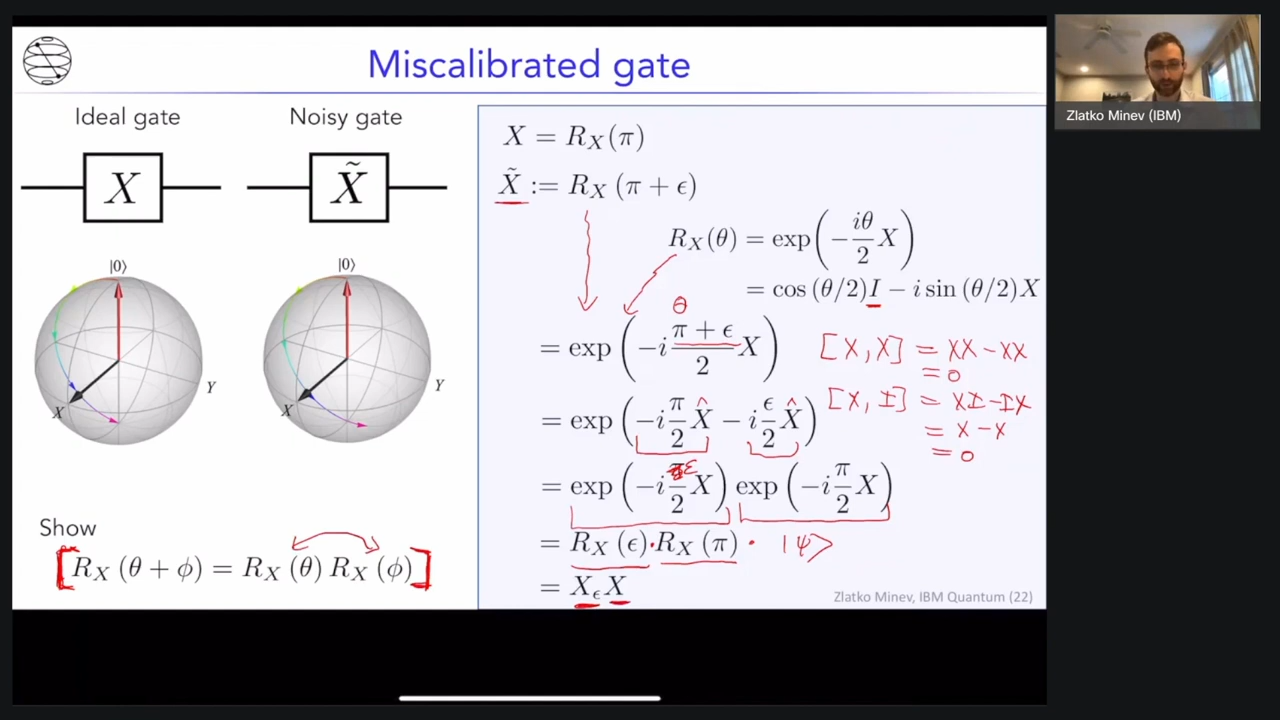 Miscalibrated gate
Ideal gate
Noisy gate
X
X̃
|0⟩
Y
X
|0⟩
Y
X
Show
[R_X (θ + φ) = R_X (θ) R_X (φ)]
X = R_X(π)
X̃ := R_X (π + ϵ)
R_X(θ) = exp(−iθ/2 X)
= cos (θ/2) I − i sin (θ/2) X
θ
= exp (−i (π + ϵ)/2 X)
[X, X] = XX − XX
= 0
= exp (−i π/2 X̂ − i ϵ/2 X̂)
[X, I] = XI − IX
= X − X
= 0
= exp (−i ε/2 X) exp (−i π/2 X)
= R_X (ϵ) · R_X (π) · |ψ>
= X_ϵ X
Zlatko Minev, IBM Quantum (22)
Zlatko Minev (IBM)